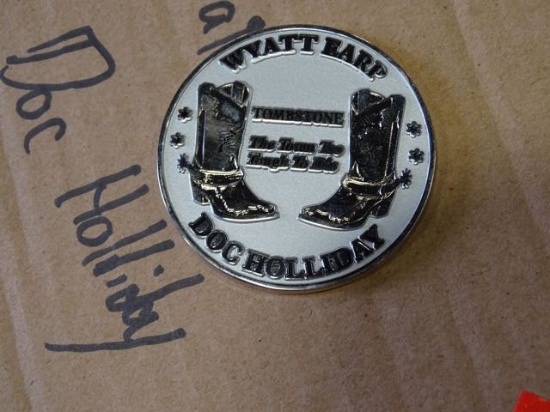 WYATT EARP
TOMBSTONE
The Town Too
Tough To Die
DOC HOLLIDAY
Doc Holliday